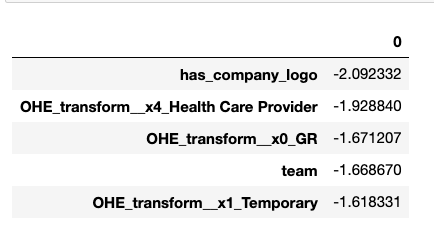 0
has_company_logo -2.092332
OHE_transform__x4_Health Care Provider -1.928840
OHE_transform__x0_GR -1.671207
team -1.668670
OHE_transform__x1_Temporary -1.618331